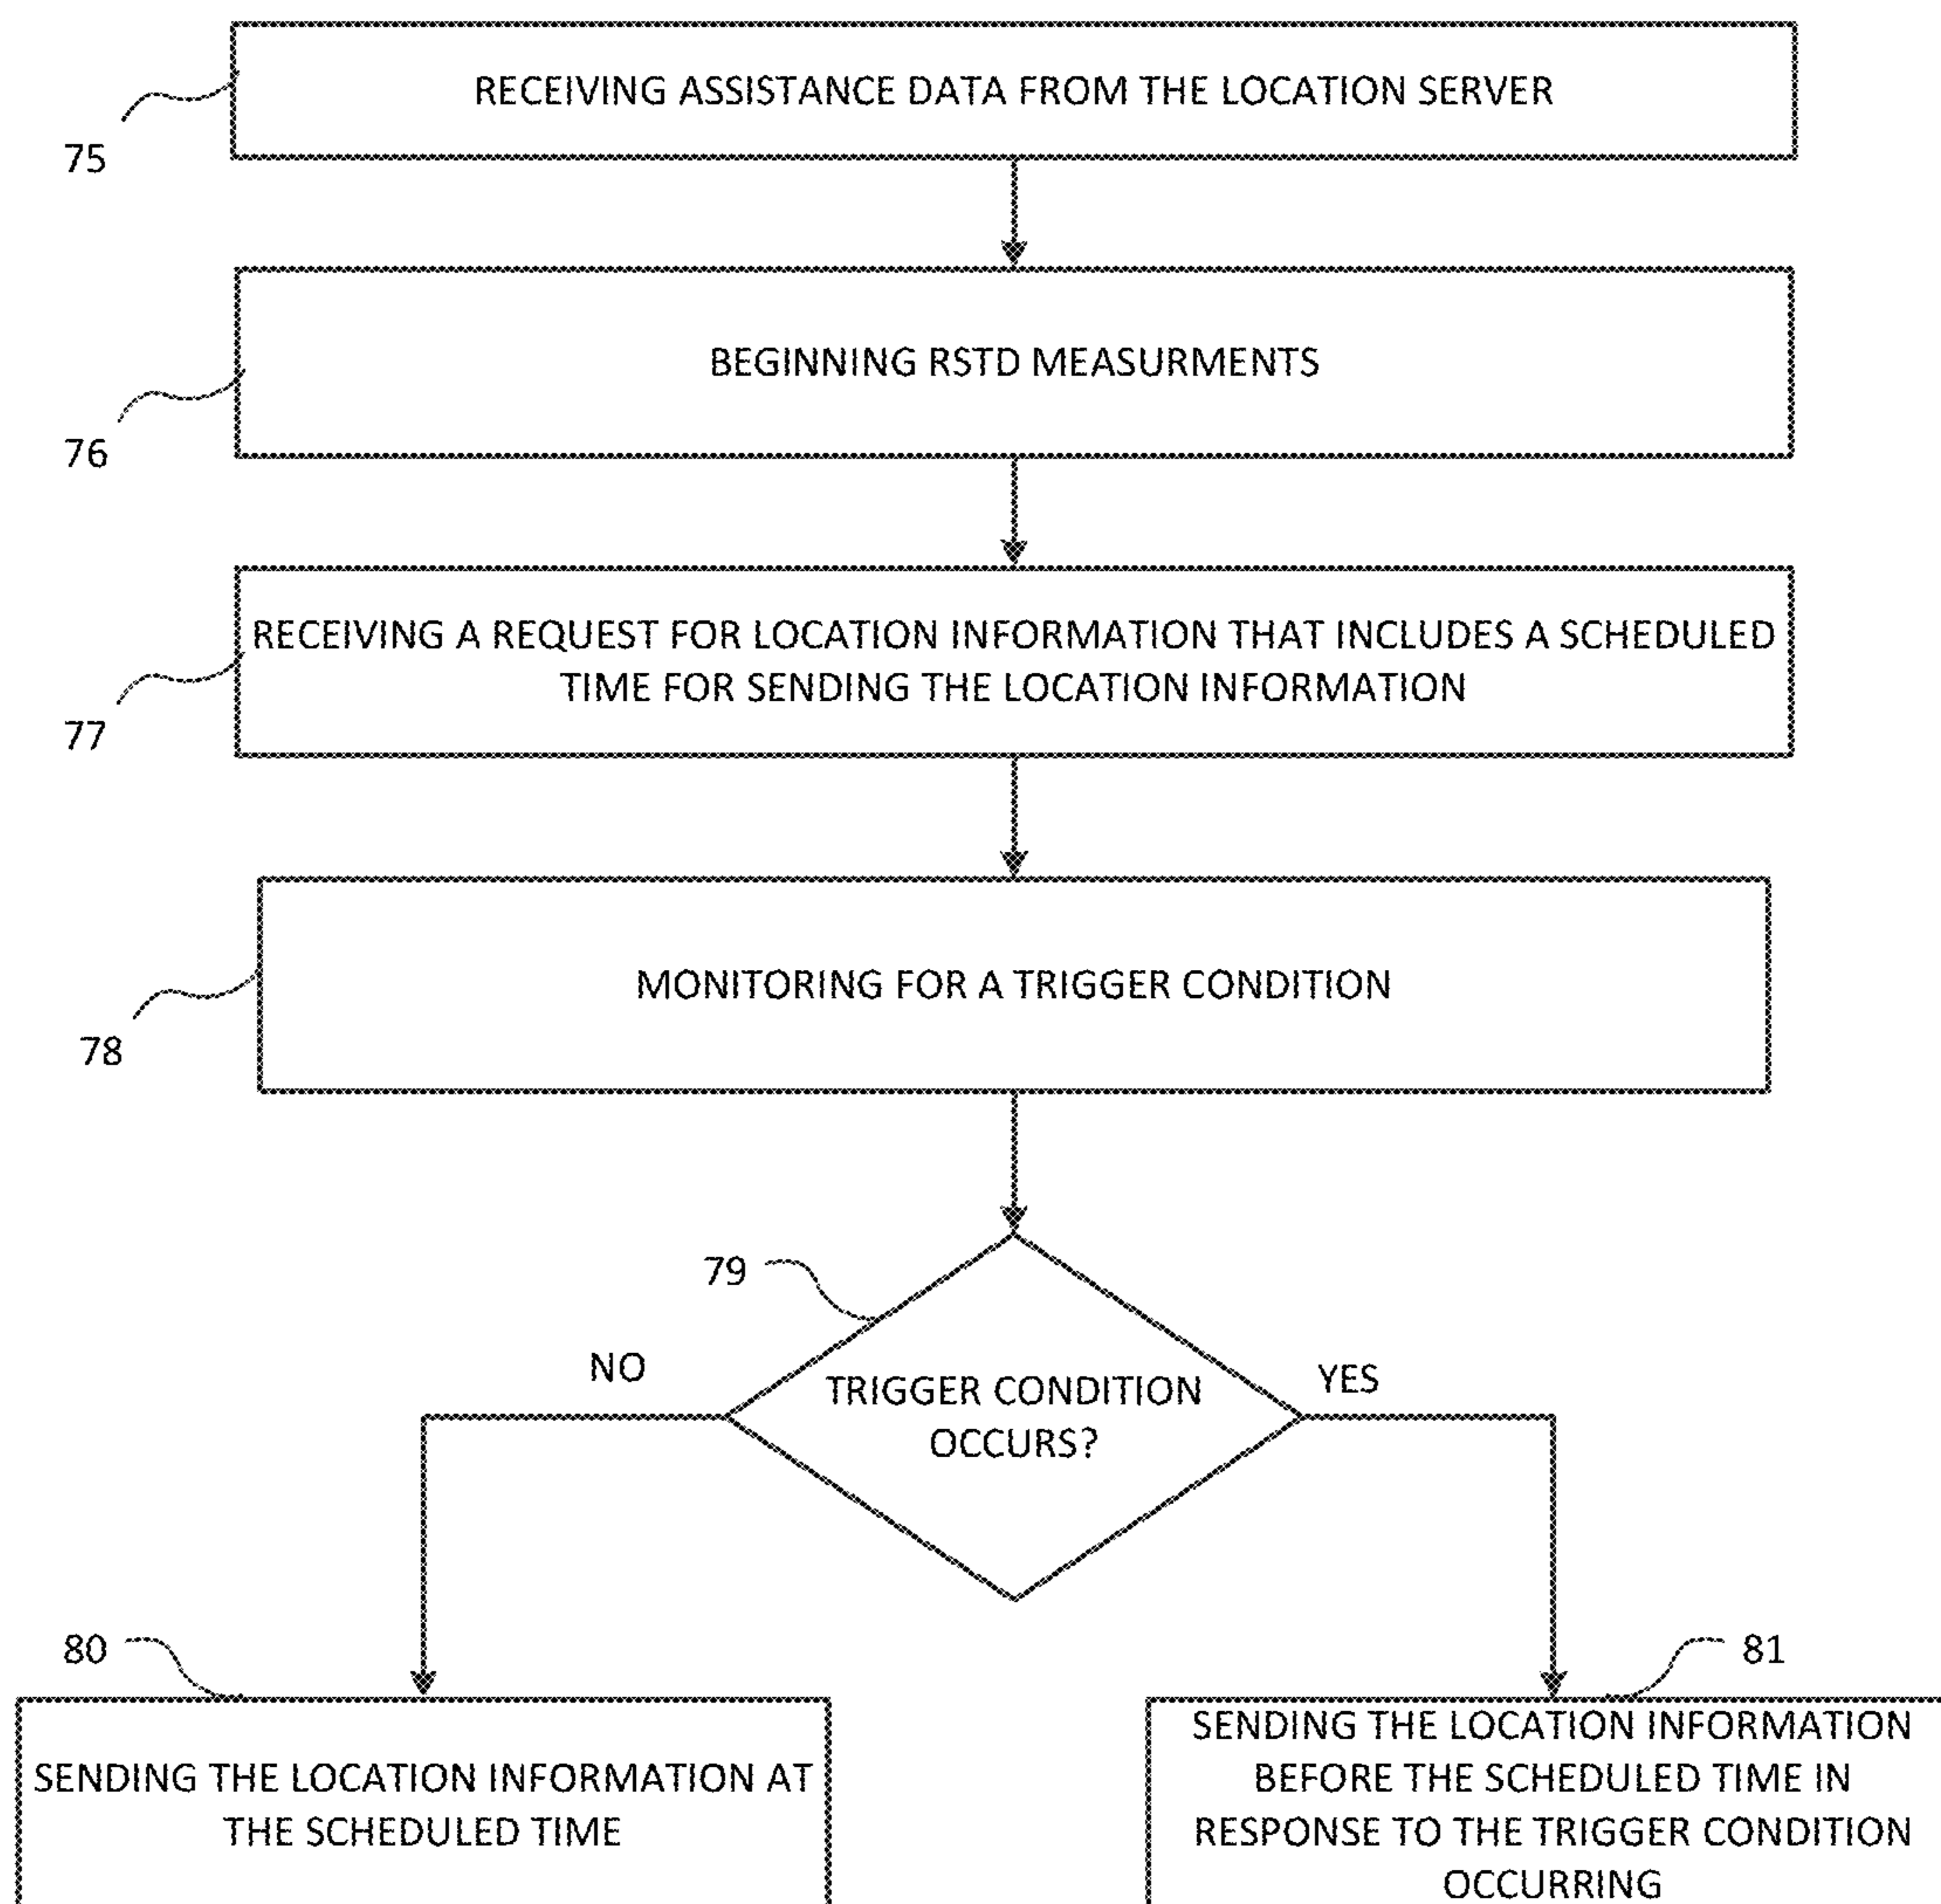 RECEIVING ASSISTANCE DATA FROM THE LOCATION SERVER
75
BEGINNING RSTD MEASURMENTS
76
RECEIVING A REQUEST FOR LOCATION INFORMATION THAT INCLUDES A SCHEDULED
TIME FOR SENDING THE LOCATION INFORMATION
77
MONITORING FOR A TRIGGER CONDITION
78
79
NO
TRIGGER CONDITION
OCCURS?
YES
80
81
SENDING THE LOCATION INFORMATION AT
THE SCHEDULED TIME
SENDING THE LOCATION INFORMATION
BEFORE THE SCHEDULED TIME IN
RESPONSE TO THE TRIGGER CONDITION
OCCURRING